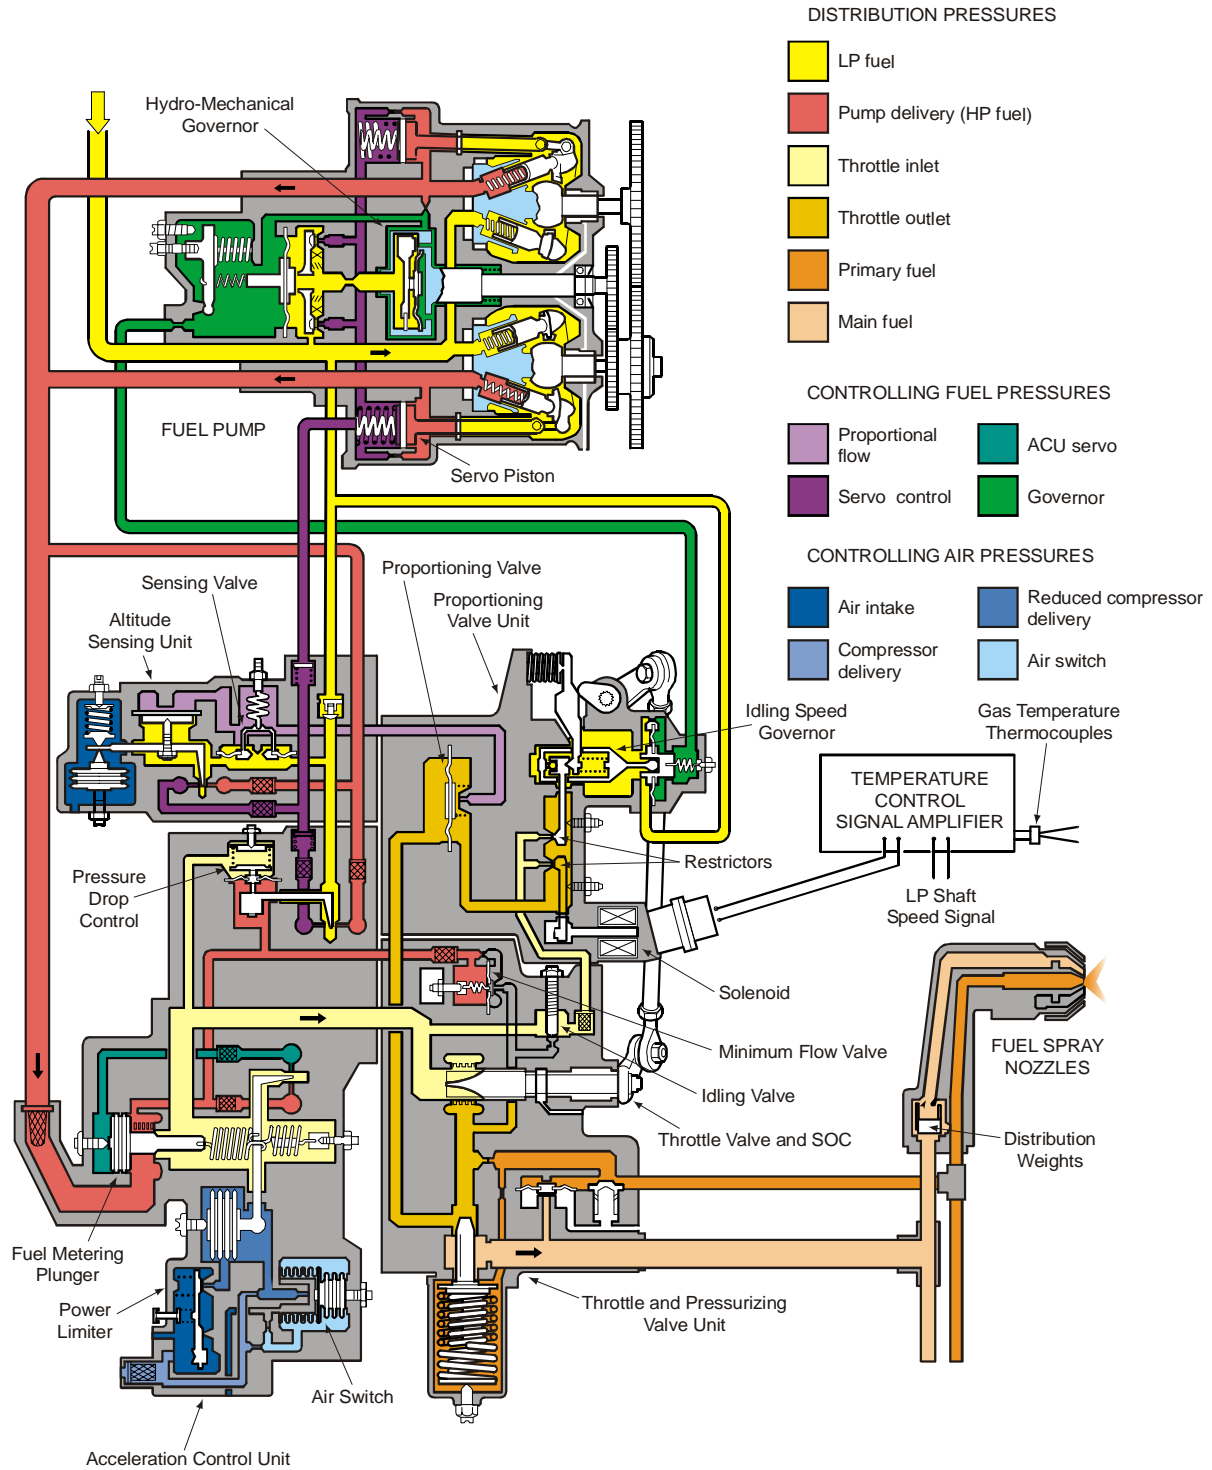 DISTRIBUTION PRESSURES
LP fuel
Pump delivery (HP fuel)
Throttle inlet
Throttle outlet
Primary fuel
Main fuel
CONTROLLING FUEL PRESSURES
Proportional
flow
ACU servo
Servo control
Governor
CONTROLLING AIR PRESSURES
Air intake
Reduced compressor
delivery
Compressor
delivery
Air switch
Hydro-Mechanical
Governor
FUEL PUMP
Servo Piston
Sensing Valve
Altitude
Sensing Unit
Proportioning Valve
Proportioning
Valve Unit
Idling Speed
Governor
Gas Temperature
Thermocouples
TEMPERATURE
CONTROL
SIGNAL AMPLIFIER
LP Shaft
Speed Signal
Pressure
Drop
Control
Restrictors
Solenoid
Minimum Flow Valve
Idling Valve
Throttle Valve and SOC
FUEL SPRAY
NOZZLES
Distribution
Weights
Fuel Metering
Plunger
Power
Limiter
Throttle and Pressurizing
Valve Unit
Air Switch
Acceleration Control Unit